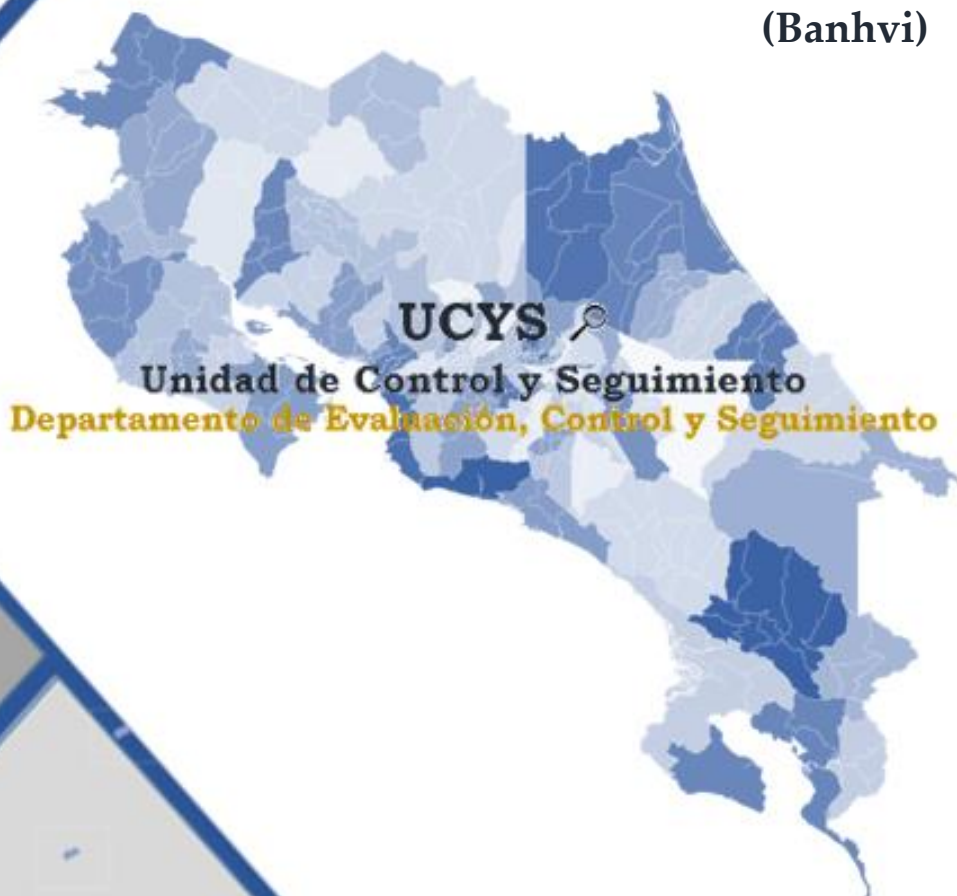 (Banhvi)
UCYS
Unidad de Control y Seguimiento
Departamento de Evaluación, Control y Seguimiento